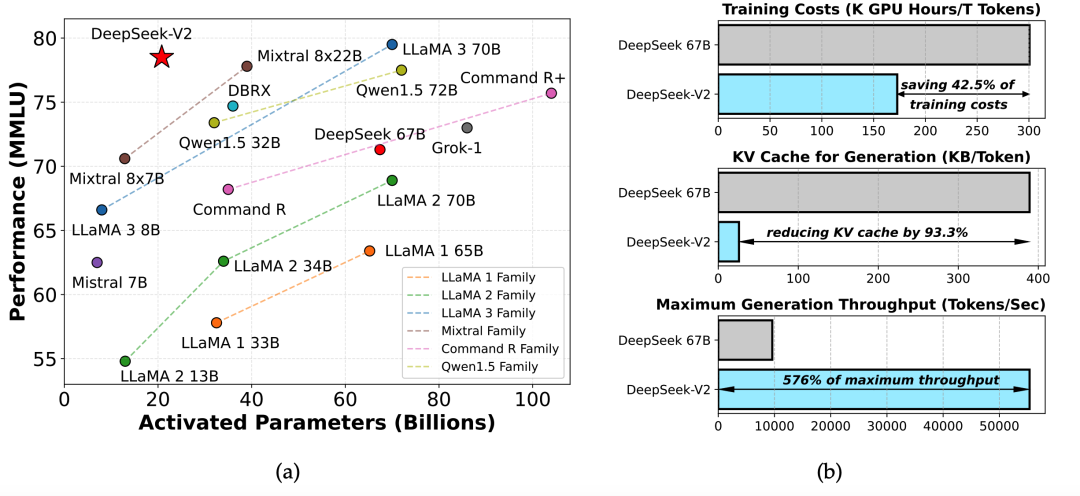 Performance (MMLU)
80
75
70
65
60
55
DeepSeek-V2
Mixtral 8x22B
LLaMA 3 70B
Command R+
DBRX
Qwen1.5 72B
Qwen1.5 32B
DeepSeek 67B
Grok-1
Mixtral 8x7B
LLaMA 2 70B
Command R
LLaMA 3 8B
LLaMA 1 65B
LLaMA 2 34B
Mistral 7B
LLaMA 1 33B
LLaMA 2 13B
LLaMA 1 Family
LLaMA 2 Family
LLaMA 3 Family
Mixtral Family
Command R Family
Qwen1.5 Family
0 20 40 60 80 100
Activated Parameters (Billions)
(a)
Training Costs (K GPU Hours/T Tokens)
DeepSeek 67B
DeepSeek-V2
saving 42.5% of
training costs
0 50 100 150 200 250 300
KV Cache for Generation (KB/Token)
DeepSeek 67B
DeepSeek-V2
reducing KV cache by 93.3%
0 100 200 300 400
Maximum Generation Throughput (Tokens/Sec)
DeepSeek 67B
DeepSeek-V2
576% of maximum throughput
0 10000 20000 30000 40000 50000
(b)